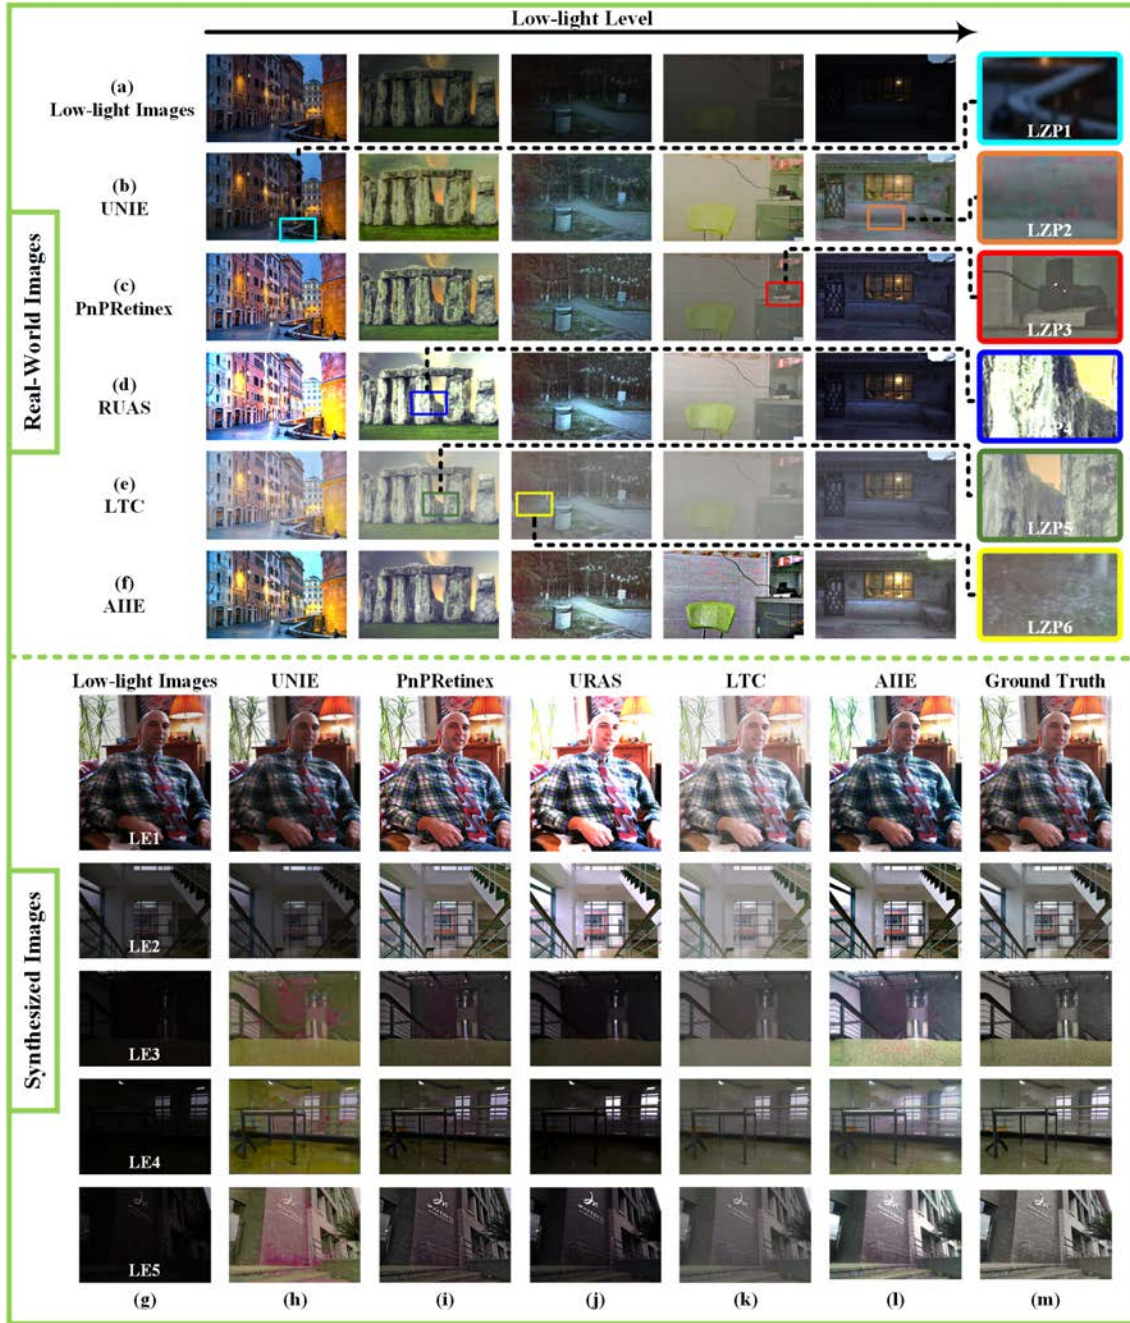 Low-light Level
(a)
Low-light Images
LZP1
(b)
UNIE
LZP2
(c)
PnPRetinex
LZP3
Real-World Images
(d)
RUAS
P4
(e)
LTC
LZP5
(f)
AIIE
LZP6
Low-light Images UNIE PnPRetinex URAS LTC AIIE Ground Truth
LE1
Synthesized Images
LE2
LE3
LE4
LE5
(g) (h) (i) (j) (k) (l) (m)